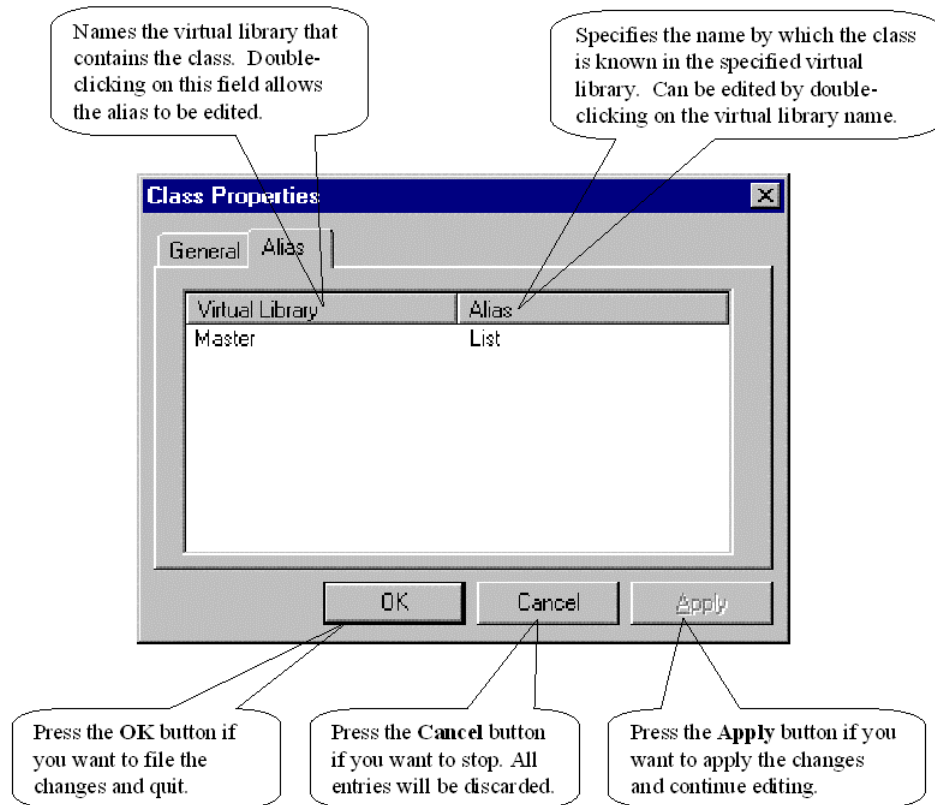 Names the virtual library that
contains the class.  Double-
clicking on this field allows
the alias to be edited.
Specifies the name by which the class
is known in the specified virtual
library.  Can be edited by double-
clicking on the virtual library name.
Class Properties
General Alias
Virtual Library Alias
Master List
OK Cancel Apply
Press the OK button if
you want to file the
changes and quit.
Press the Cancel button
if you want to stop. All
entries will be discarded.
Press the Apply button if you
want to apply the changes
and continue editing.